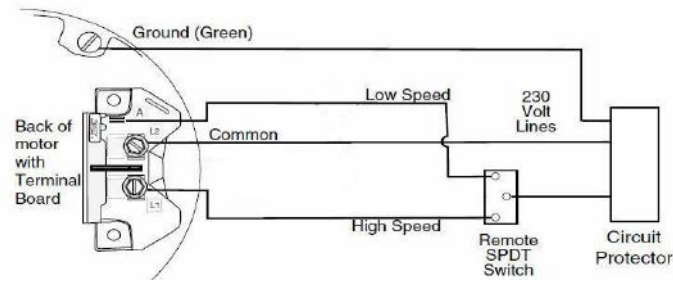 Ground (Green)
Low Speed
230
Volt
Lines
A
L2
Back of
motor
with
Terminal
Board
Common
L1
High Speed
Remote
SPDT
Switch
Circuit
Protector